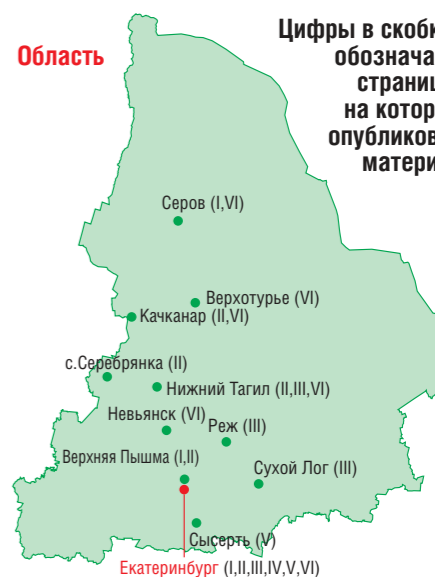 Область
Цифры в
обознача
страни
на котор
опубликов
матери
Серов (I,VI)
Верхотурье (VI)
Качканар (II,VI)
с.Серебрянка (II)
Нижний Тагил (II,III,VI)
Невьянск (VI)
Реж (III)
Верхняя Пышма (I,II)
Сухой Лог (III)
Сысерть (V)
Екатеринбург (I,II,III,IV,V,VI)